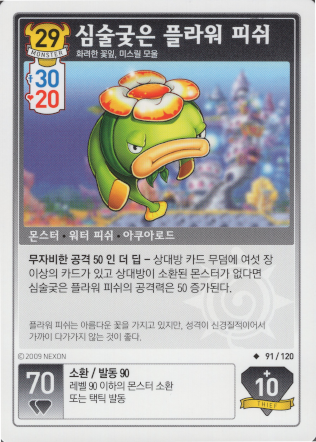 29
MONSTER
심술궂은 플라워 피쉬
화려한 꽃잎, 미스릴 모울
30
20
몬스터 · 워터 피쉬 · 아쿠아로드
무자비한 공격 50 인 더 딥 – 상대방 카드 무덤에 여섯 장
이상의 카드가 있고 상대방이 소환된 몬스터가 없다면
심술궂은 플라워 피쉬의 공격력은 50 증가된다.
플라워 피쉬는 아름다운 꽃을 가지고 있지만, 성격이 신경질적이어서
가까이 다가가지 않는 것이 좋다.
©2009 NEXON
◆ 91 / 120
70
소환 / 발동 90
레벨 90 이하의 몬스터 소환
또는 택틱 발동
+
10
THIEF